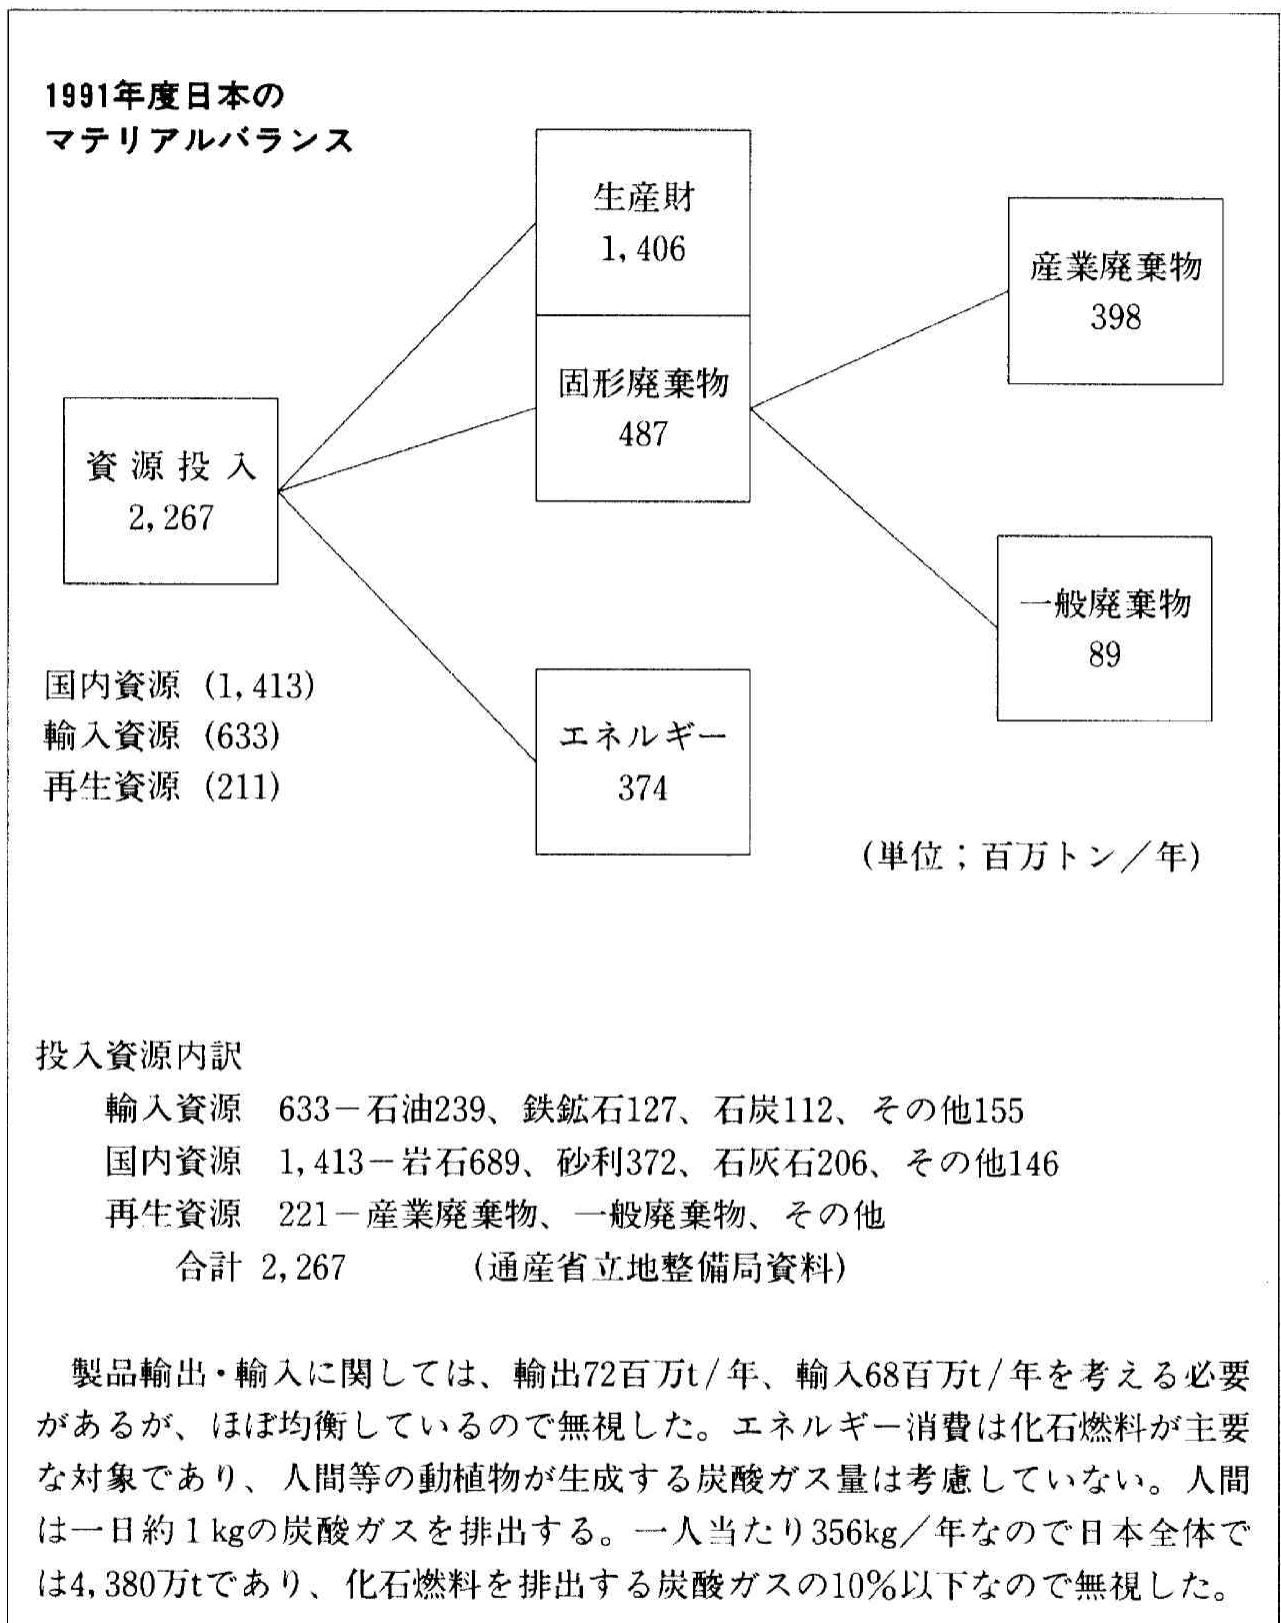 1991年度日本の
マテリアルバランス
生産財
1,406
産業廃棄物
398
固形廃棄物
487
資源投入
2,267
一般廃棄物
89
国内資源 (1,413)
輸入資源 (633)
再生資源 (211)
エネルギー
374
(単位；百万トン／年)
投入資源内訳
輸入資源 633－石油239、鉄鉱石127、石炭112、その他155
国内資源 1,413－岩石689、砂利372、石灰石206、その他146
再生資源 221－産業廃棄物、一般廃棄物、その他
合計 2,267 (通産省立地整備局資料)
製品輸出・輸入に関しては、輸出72百万t/年、輸入68百万t/年を考える必要
があるが、ほぼ均衡しているので無視した。エネルギー消費は化石燃料が主要
な対象であり、人間等の動植物が生成する炭酸ガス量は考慮していない。人間
は一日約1kgの炭酸ガスを排出する。一人当たり356kg／年なので日本全体で
は4,380万tであり、化石燃料を排出する炭酸ガスの10％以下なので無視した。